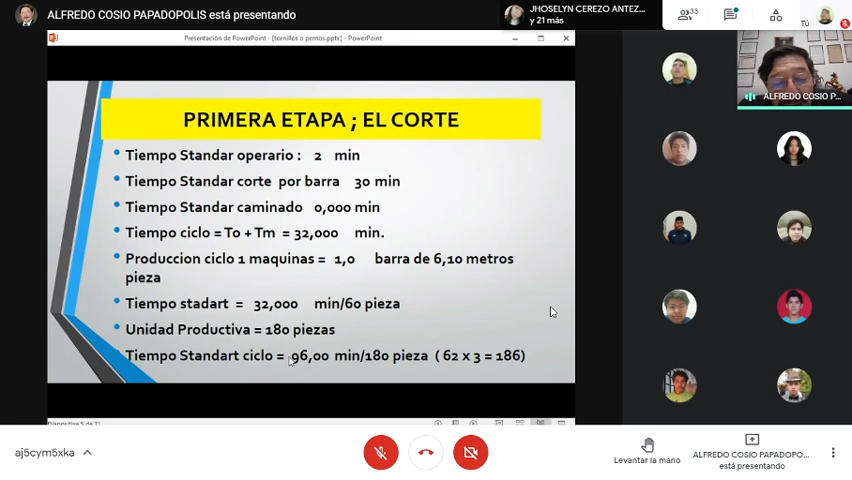 ALFREDO COSIO PAPADOPOLIS está presentando
JHOSELYN CEREZO ANTEZ...
y 21 más
33
Tú
Presentación de PowerPoint - [tornillos o pernos.pptx] - PowerPoint
ALFREDO COSIO P...
PRIMERA ETAPA ; EL CORTE
Tiempo Standar operario : 2 min
Tiempo Standar corte por barra 30 min
Tiempo Standar caminado 0,000 min
Tiempo ciclo = To + Tm = 32,000 min.
Produccion ciclo 1 maquinas = 1,0 barra de 6,10 metros
pieza
Tiempo stadart = 32,000 min/60 pieza
Unidad Productiva = 180 piezas
Tiempo Standart ciclo = 96,00 min/180 pieza ( 62 x 3 = 186)
Diapositiva 5 de 71
aj5cym5xka
Levantar la mano
ALFREDO COSIO PAPADOPO...
está presentando